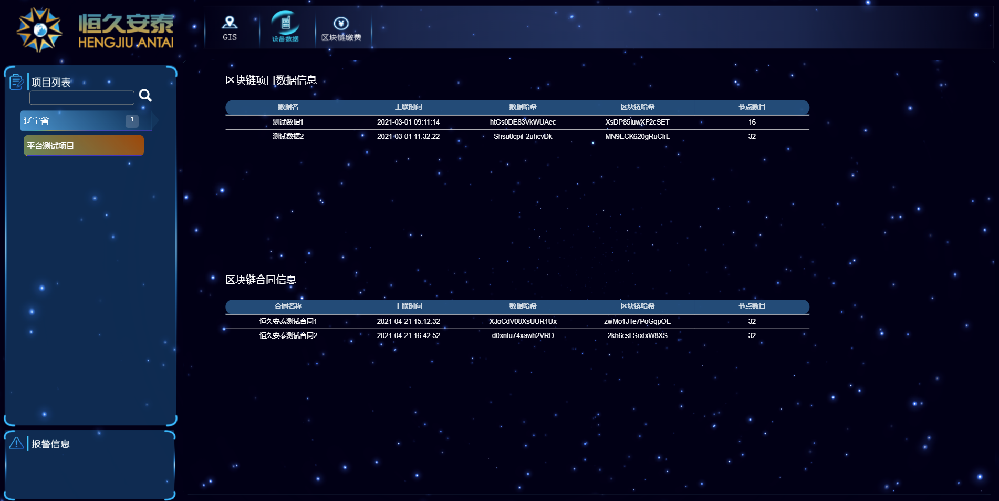 恒久安泰
HENGJIU ANTAI
GIS
设备数据
区块链缴费
项目列表
辽宁省 1
平台测试项目
报警信息
区块链项目数据信息
数据名 上联时间 数据哈希 区块链哈希 节点数目
测试数据1 2021-03-01 09:11:14 htGs0DE83VkWUAec XsDP85IuwXF2cSET 16
测试数据2 2021-03-01 11:32:22 Shsu0cpiF2uhcvDk MN9ECK620gRuClrL 32
区块链合同信息
合同名称 上联时间 数据哈希 区块链哈希 节点数目
恒久安泰测试合同1 2021-04-21 15:12:32 XJoCdV08XsUUR1Ux zwMo1JTe7PoGqpOE 32
恒久安泰测试合同2 2021-04-21 16:42:52 d0xnlu74xawh2VRD 2kh6csLSrxlxW8XS 32